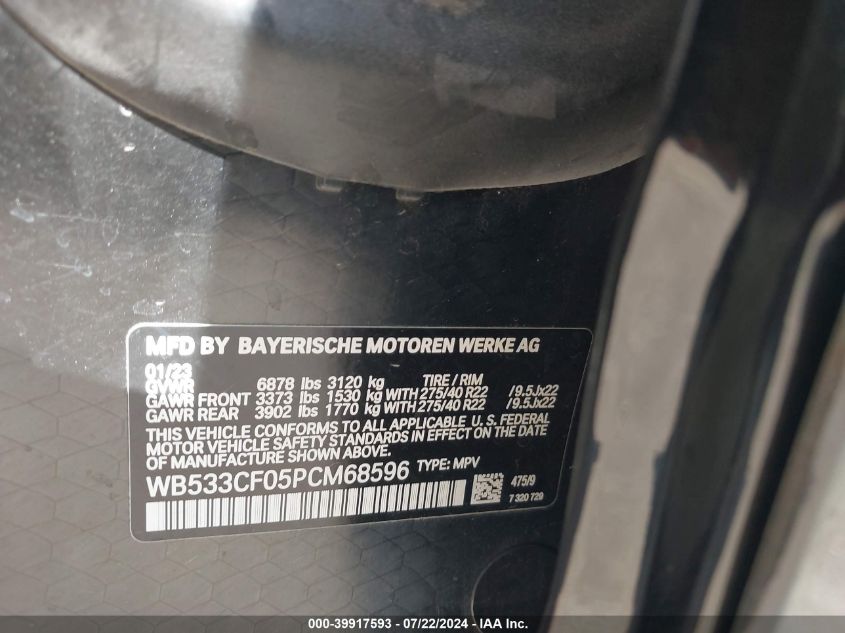 MFD BY BAYERISCHE MOTOREN WERKE AG
01/23
GVWR 6878 lbs 3120 kg TIRE / RIM
GAWR FRONT 3373 lbs 1530 kg WITH 275/40 R22 /9.5Jx22
GAWR REAR 3902 lbs 1770 kg WITH 275/40 R22 /9.5Jx22
THIS VEHICLE CONFORMS TO ALL APPLICABLE U.S. FEDERAL
MOTOR VEHICLE SAFETY STANDARDS IN EFFECT ON THE DATE
OF MANUFACTURE SHOWN ABOVE.
WB533CF05PCM68596 TYPE: MPV
475/9
7 320 729
000-39917593 - 07/22/2024 - IAA Inc.